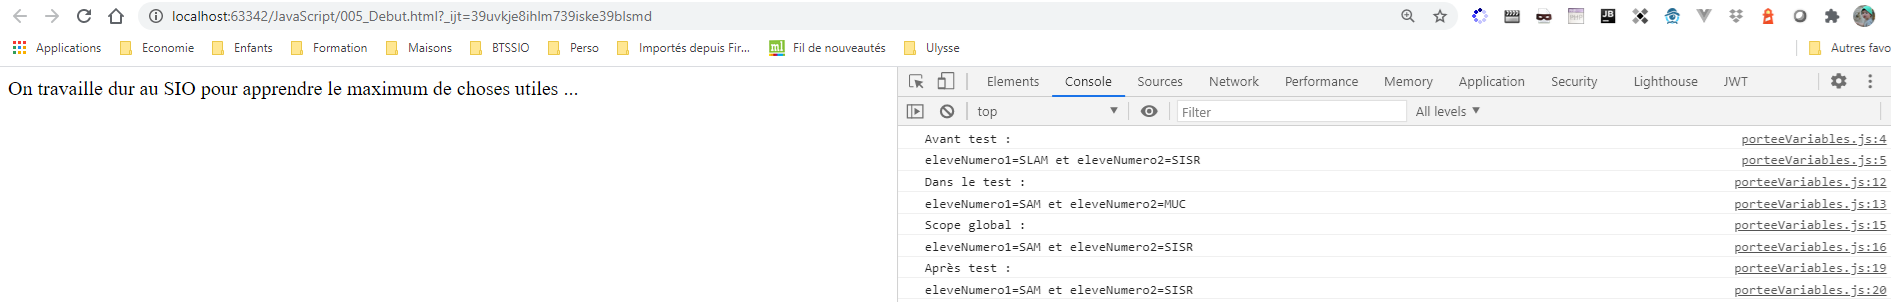 localhost:63342/JavaScript/005_Debut.html?_ijt=39uvkje8ihlm739iske39blsmd
Applications Economie Enfants Formation Maisons BTSSIO Perso Importés depuis Fir... Fil de nouveautés Ulysse Autres favo
On travaille dur au SIO pour apprendre le maximum de choses utiles ...
Elements Console Sources Network Performance Memory Application Security Lighthouse JWT
top Filter All levels
Avant test : porteeVariables.js:4
eleveNumero1=SLAM et eleveNumero2=SISR porteeVariables.js:5
Dans le test : porteeVariables.js:12
eleveNumero1=SAM et eleveNumero2=MUC porteeVariables.js:13
Scope global : porteeVariables.js:15
eleveNumero1=SAM et eleveNumero2=SISR porteeVariables.js:16
Après test : porteeVariables.js:19
eleveNumero1=SAM et eleveNumero2=SISR porteeVariables.js:20